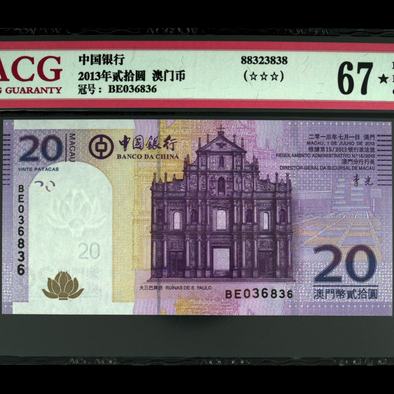 ACG
GUARANTY
中国银行
2013年贰拾圆 澳门币
冠号: BE036836
88323838
(☆☆☆)
67★
20
MACAU
VINTE PATACAS
中國銀行
BANCO DA CHINA
二零一三年七月一日 澳門
MACAU, 1 JULHO DE 2013
BE036836
20
大三巴牌坊 RUINAS DE S. PAULO
BE036836
20
澳門幣貳拾圓